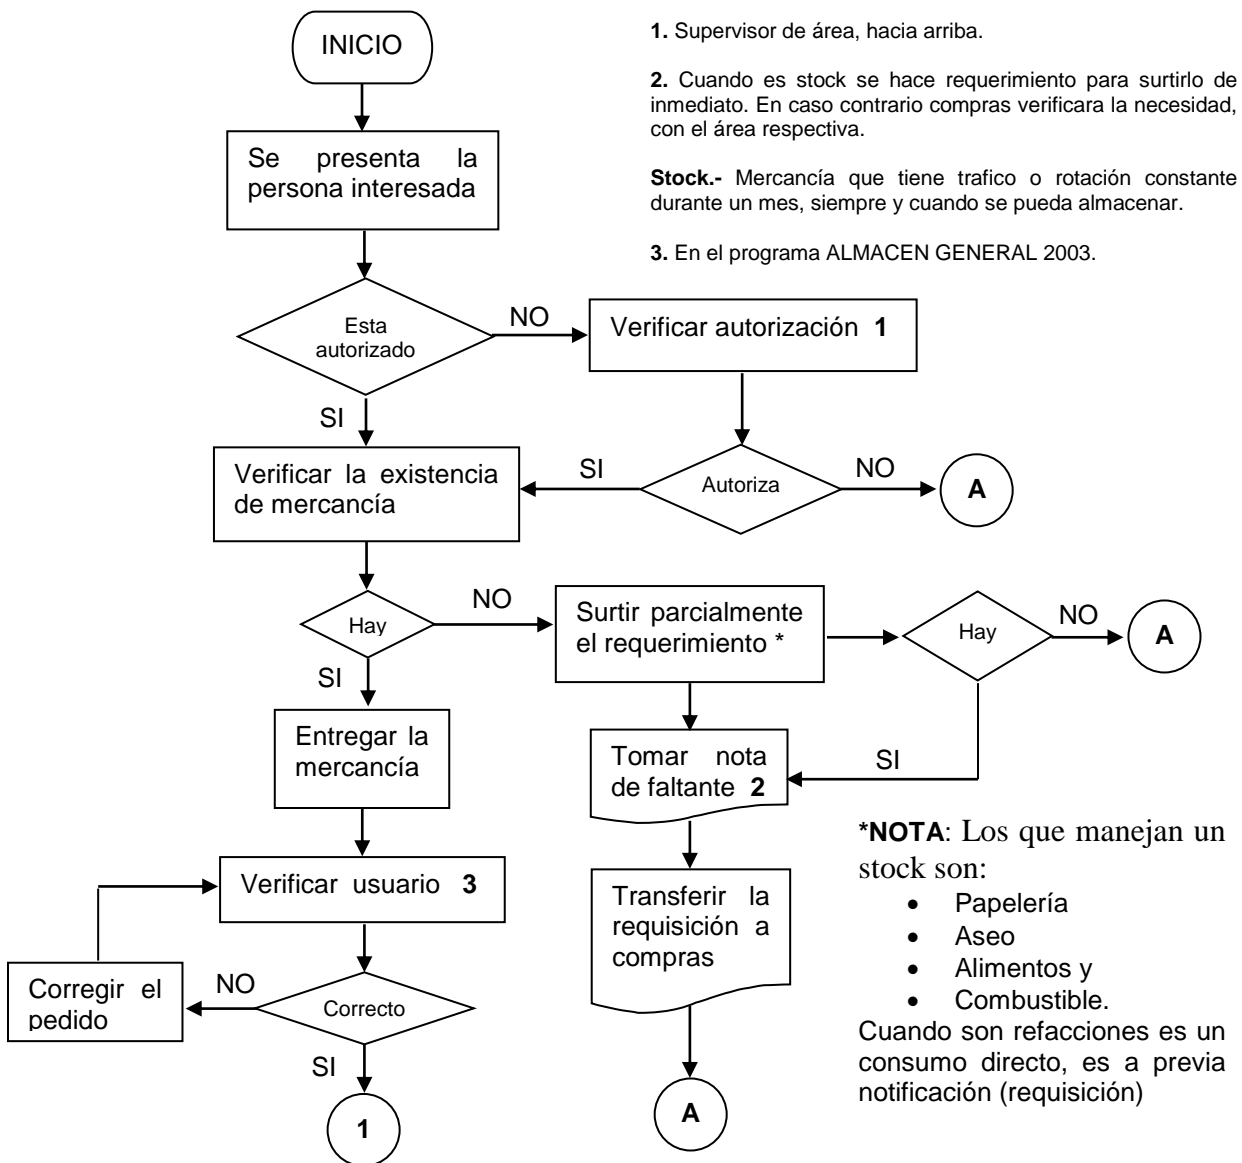 INICIO
1. Supervisor de área, hacia arriba.
2. Cuando es stock se hace requerimiento para surtirlo de
inmediato. En caso contrario compras verificara la necesidad,
con el área respectiva.
Stock.- Mercancía que tiene trafico o rotación constante
durante un mes, siempre y cuando se pueda almacenar.
3. En el programa ALMACEN GENERAL 2003.
Se presenta la
persona interesada
Esta
autorizado
NO
Verificar autorización 1
SI
Verificar la existencia
de mercancía
SI
Autoriza
NO
A
Hay
NO
Surtir parcialmente
el requerimiento *
Hay
NO
A
SI
Entregar la
mercancía
Tomar nota
de faltante 2
SI
*NOTA: Los que manejan un
stock son:
• Papelería
• Aseo
• Alimentos y
• Combustible.
Cuando son refacciones es un
consumo directo, es a previa
notificación (requisición)
Verificar usuario 3
Transferir la
requisición a
compras
Corregir el
pedido
NO
Correcto
SI
1
A